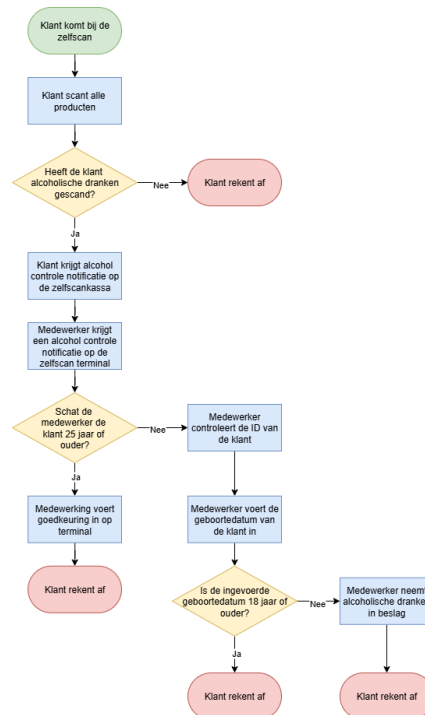 Klant komt bij de
zelfscan
Klant scant alle
producten
Heeft de klant
alcoholische dranken
gescand?
Nee
Klant rekent af
Ja
Klant krijgt alcohol
controle notificatie op
de zelfscankassa
Medewerker krijgt
een alcohol controle
notificatie op de
zelfscan terminal
Schat de
medewerker de
klant 25 jaar of
ouder?
Nee
Medewerker
controleert de ID van
de klant
Ja
Medewerking voert
goedkeuring in op
terminal
Medewerker voert de
geboortedatum van
de klant in
Klant rekent af
Is de ingevoerde
geboortedatum 18 jaar of
ouder?
Nee
Medewerker neemt
alcoholische dranken
in beslag
Ja
Klant rekent af
Klant rekent af